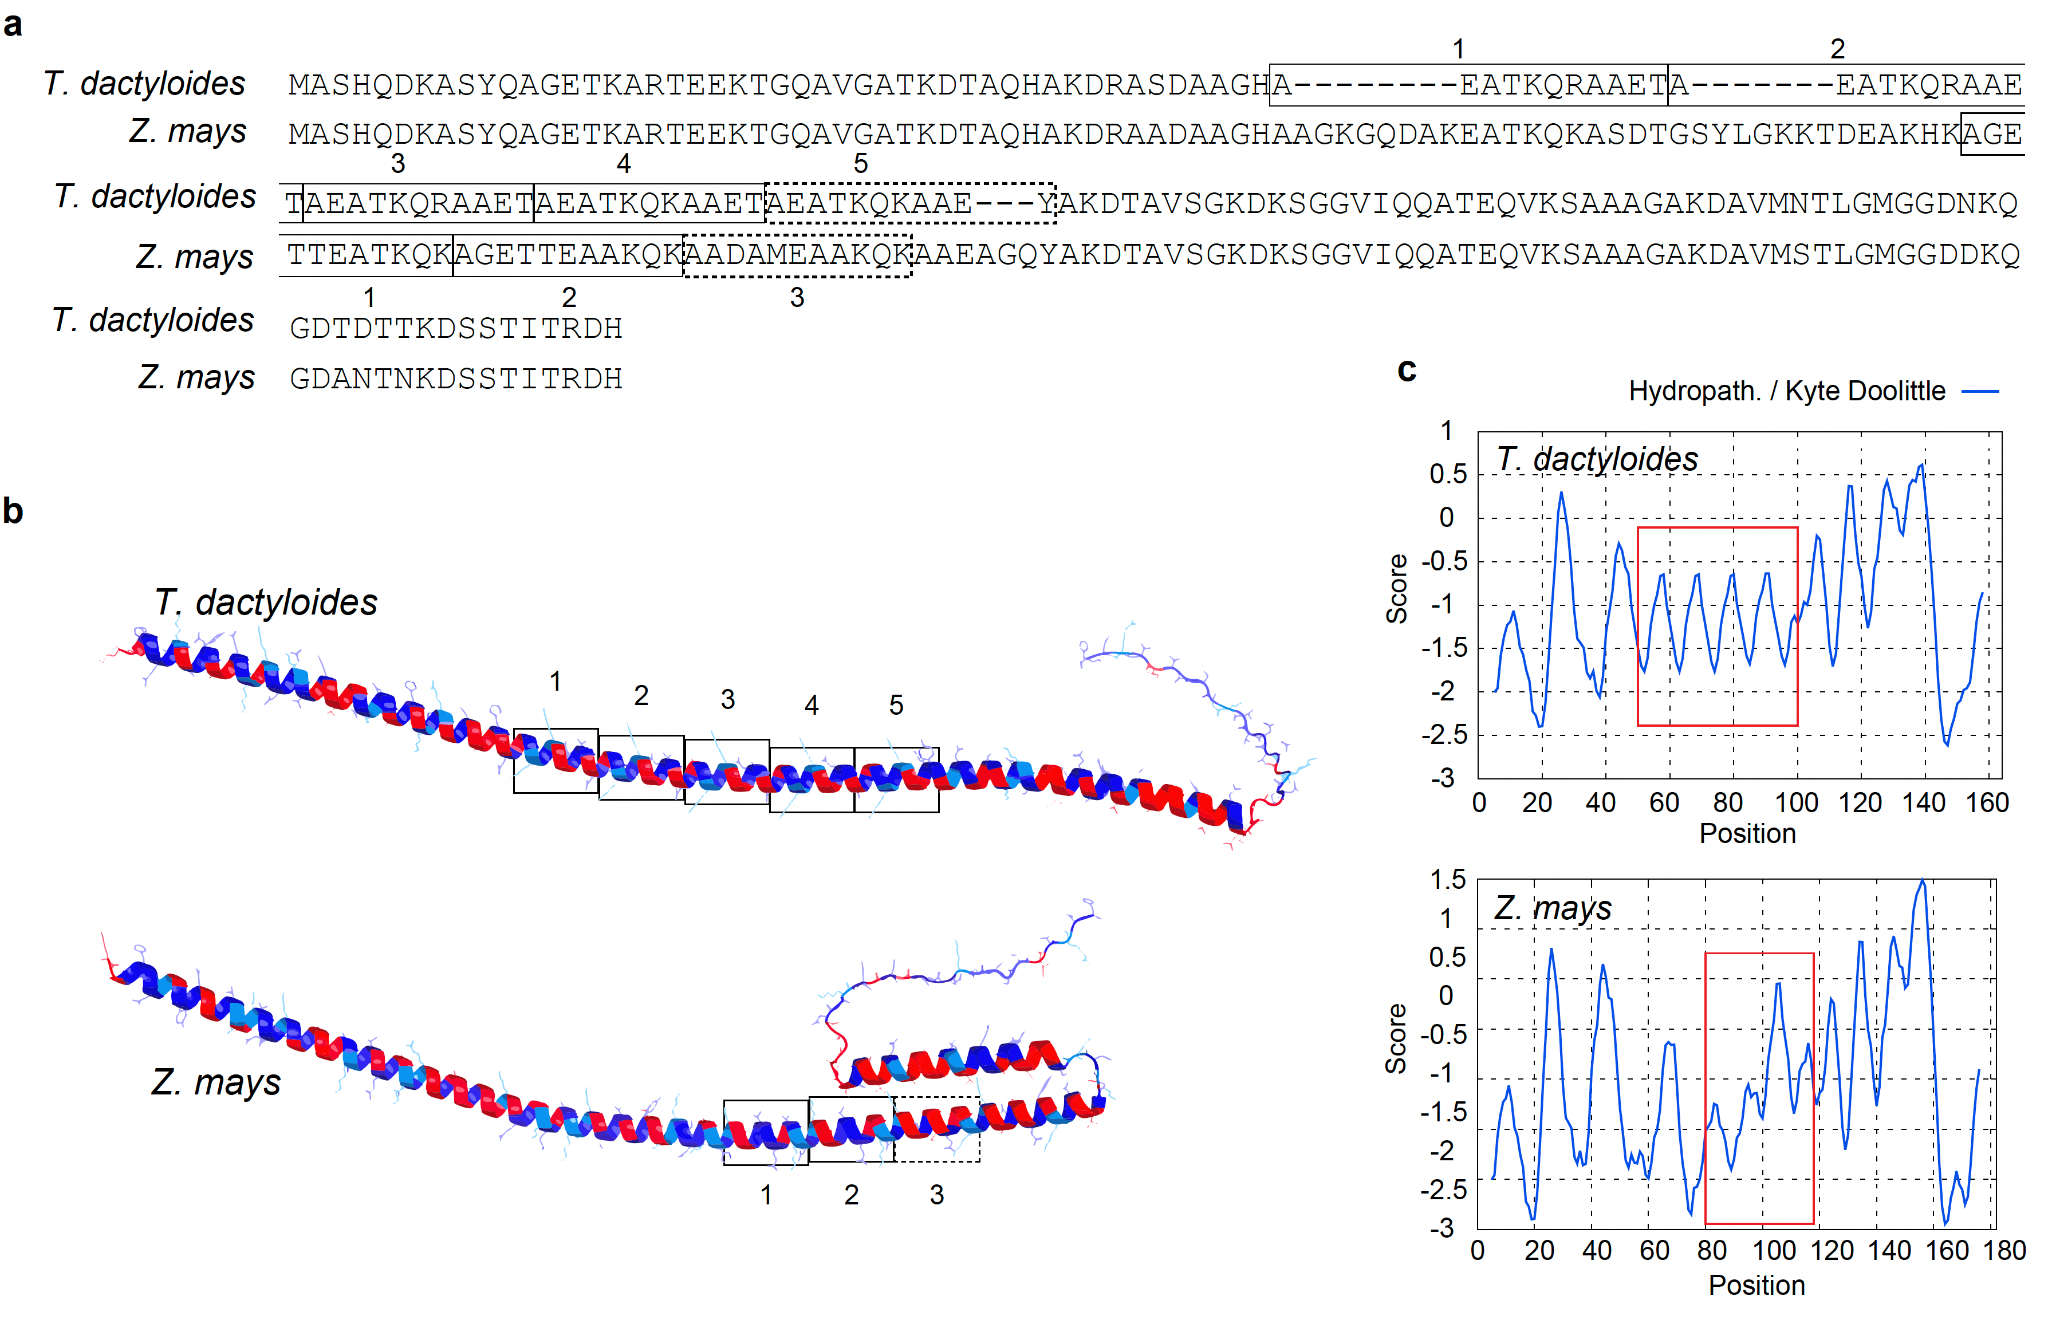 a
1 2
T. dactyloides MASHQDKASYQAGETKARTEEKTGQAVGATKDTAQHAKDRASDAAGHA--------EATKQRAAETA-------EATKQRAAE
Z. mays MASHQDKASYQAGETKARTEEKTGQAVGATKDTAQHAKDRAADAAGHAAGKGQDAKEATKQKASDTGSYLGKKTDEAKHKAGE
3 4 5
T. dactyloides TAEATKQRAAETAEATKQKAAETAEATKQKAAE---YAKDTAVSGKDKSGGVIQQATEQVKSAAAGAKDAVMNTLGMGGDNKQ
Z. mays TTEATKQKAGETTEAAKQKAADAMEAAKQKAAEAGQYAKDTAVSGKDKSGGVIQQATEQVKSAAAGAKDAVMSTLGMGGDDKQ
1 2 3
T. dactyloides GDTDTTKDSSTITRDH
Z. mays GDANTNKDSSTITRDH
b
T. dactyloides
1 2 3 4 5
Z. mays
1 2 3
c
Hydropath. / Kyte Doolittle
T. dactyloides
Score
1
0.5
0
-0.5
-1
-1.5
-2
-2.5
-3
0 20 40 60 80 100 120 140 160
Position
Z. mays
Score
1.5
1
0.5
0
-0.5
-1
-1.5
-2
-2.5
-3
0 20 40 60 80 100 120 140 160 180
Position